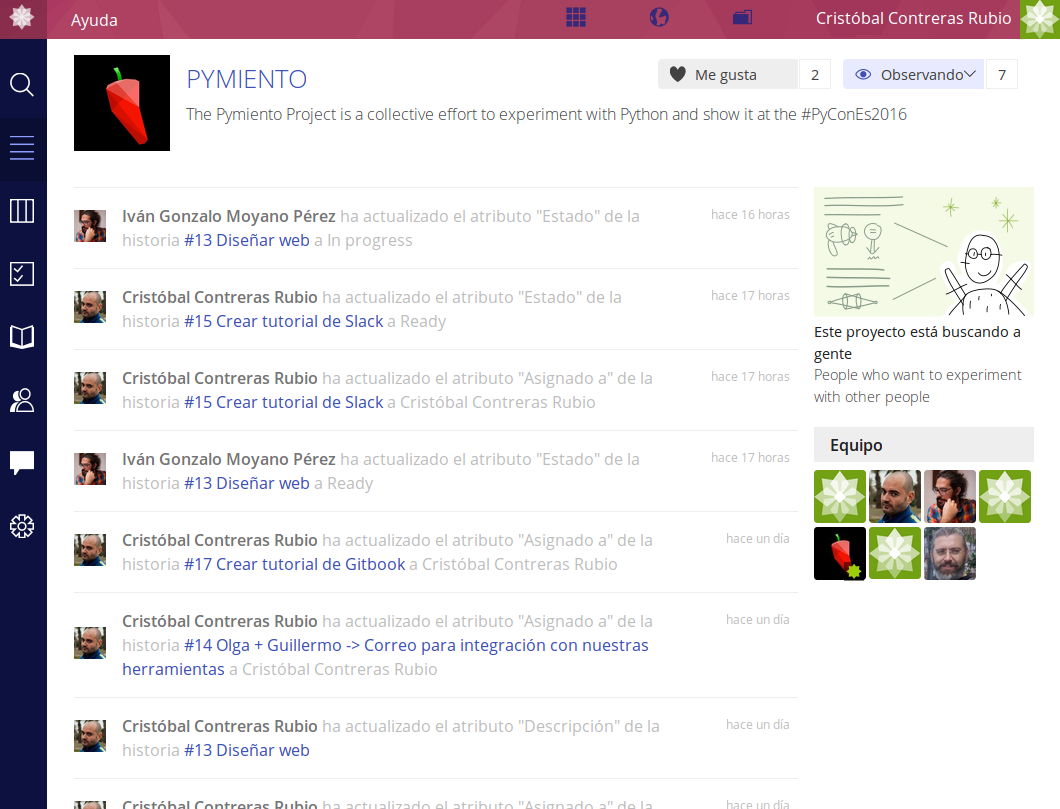 Ayuda
Cristóbal Contreras Rubio
PYMIENTO
Me gusta 2
Observando 7
The Pymiento Project is a collective effort to experiment with Python and show it at the #PyConEs2016
Iván Gonzalo Moyano Pérez ha actualizado el atributo "Estado" de la
historia #13 Diseñar web a In progress
hace 16 horas
Cristóbal Contreras Rubio ha actualizado el atributo "Estado" de la
historia #15 Crear tutorial de Slack a Ready
hace 17 horas
Cristóbal Contreras Rubio ha actualizado el atributo "Asignado a" de la
historia #15 Crear tutorial de Slack a Cristóbal Contreras Rubio
hace 17 horas
Iván Gonzalo Moyano Pérez ha actualizado el atributo "Estado" de la
historia #13 Diseñar web a Ready
hace 17 horas
Cristóbal Contreras Rubio ha actualizado el atributo "Asignado a" de la
historia #17 Crear tutorial de Gitbook a Cristóbal Contreras Rubio
hace un día
Cristóbal Contreras Rubio ha actualizado el atributo "Asignado a" de la
historia #14 Olga + Guillermo -> Correo para integración con nuestras
herramientas a Cristóbal Contreras Rubio
hace un día
Cristóbal Contreras Rubio ha actualizado el atributo "Descripción" de la
historia #13 Diseñar web
hace un día
Cristóbal Contreras Rubio ha actualizado el atributo "Asignado a" de la
hace un día
Este proyecto está buscando a
gente
People who want to experiment
with other people
Equipo